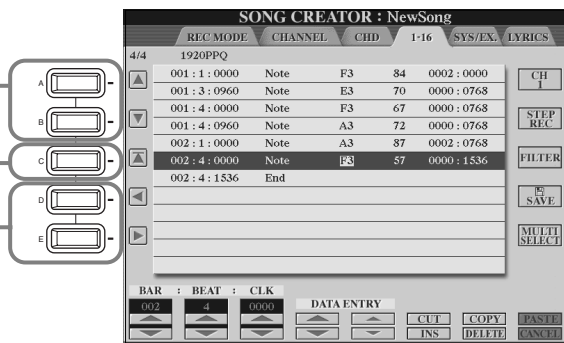 SONG CREATOR : NewSong
REC MODE CHANNEL CHD 1-16 SYS/EX. LYRICS
4/4 1920PPQ
001 : 1 : 0000 Note F3 84 0002 : 0000
001 : 3 : 0960 Note E3 70 0000 : 0768
001 : 4 : 0000 Note F3 67 0000 : 0768
001 : 4 : 0960 Note A3 72 0000 : 0768
002 : 1 : 0000 Note A3 87 0002 : 0768
002 : 4 : 0000 Note F3 57 0000 : 1536
002 : 4 : 1536 End
A
B
C
D
E
CH
1
STEP
REC
FILTER
SAVE
MULTI
SELECT
BAR : BEAT : CLK
002 4 0000 DATA ENTRY
CUT COPY PASTE
INS DELETE CANCEL